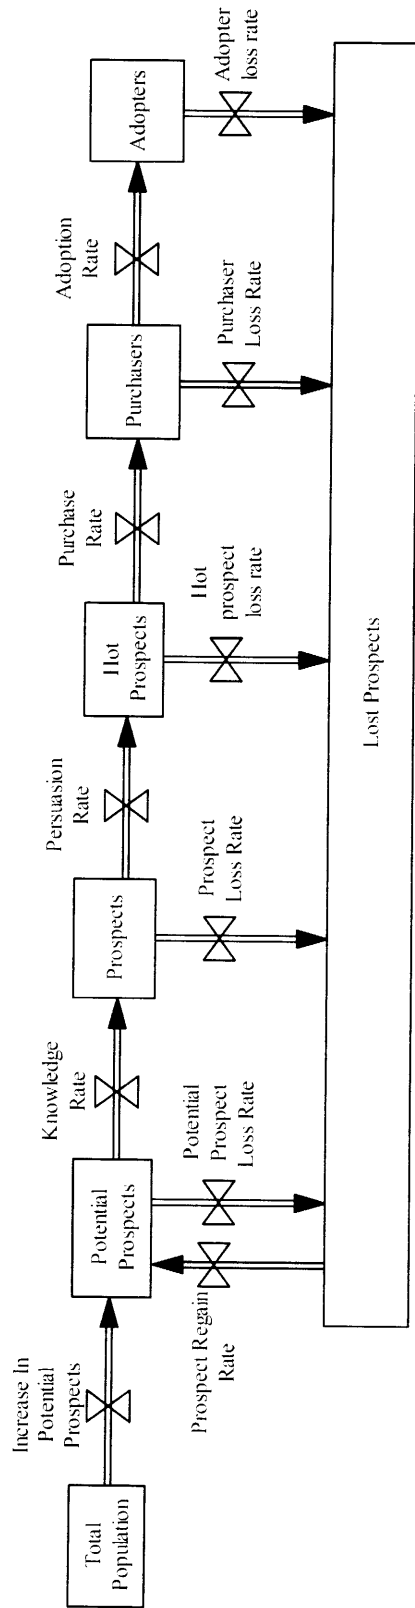 Total
Population
Increase In
Potential
Prospects
Potential
Prospects
Knowledge
Rate
Prospects
Persuasion
Rate
Hot
Prospects
Purchase
Rate
Purchasers
Adoption
Rate
Adopters
Prospect Regain
Rate
Potential
Prospect
Loss Rate
Prospect
Loss Rate
Hot
prospect
loss rate
Purchaser
Loss Rate
Adopter
loss rate
Lost Prospects